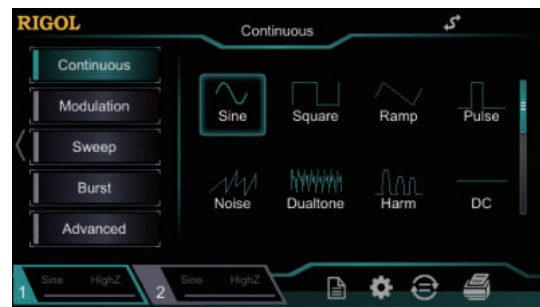 RIGOL
Continuous
Continuous
Modulation
Sweep
Burst
Advanced
Sine Square Ramp Pulse
Noise Dualtone Harm DC
1 Sine HighZ
2 Sine HighZ